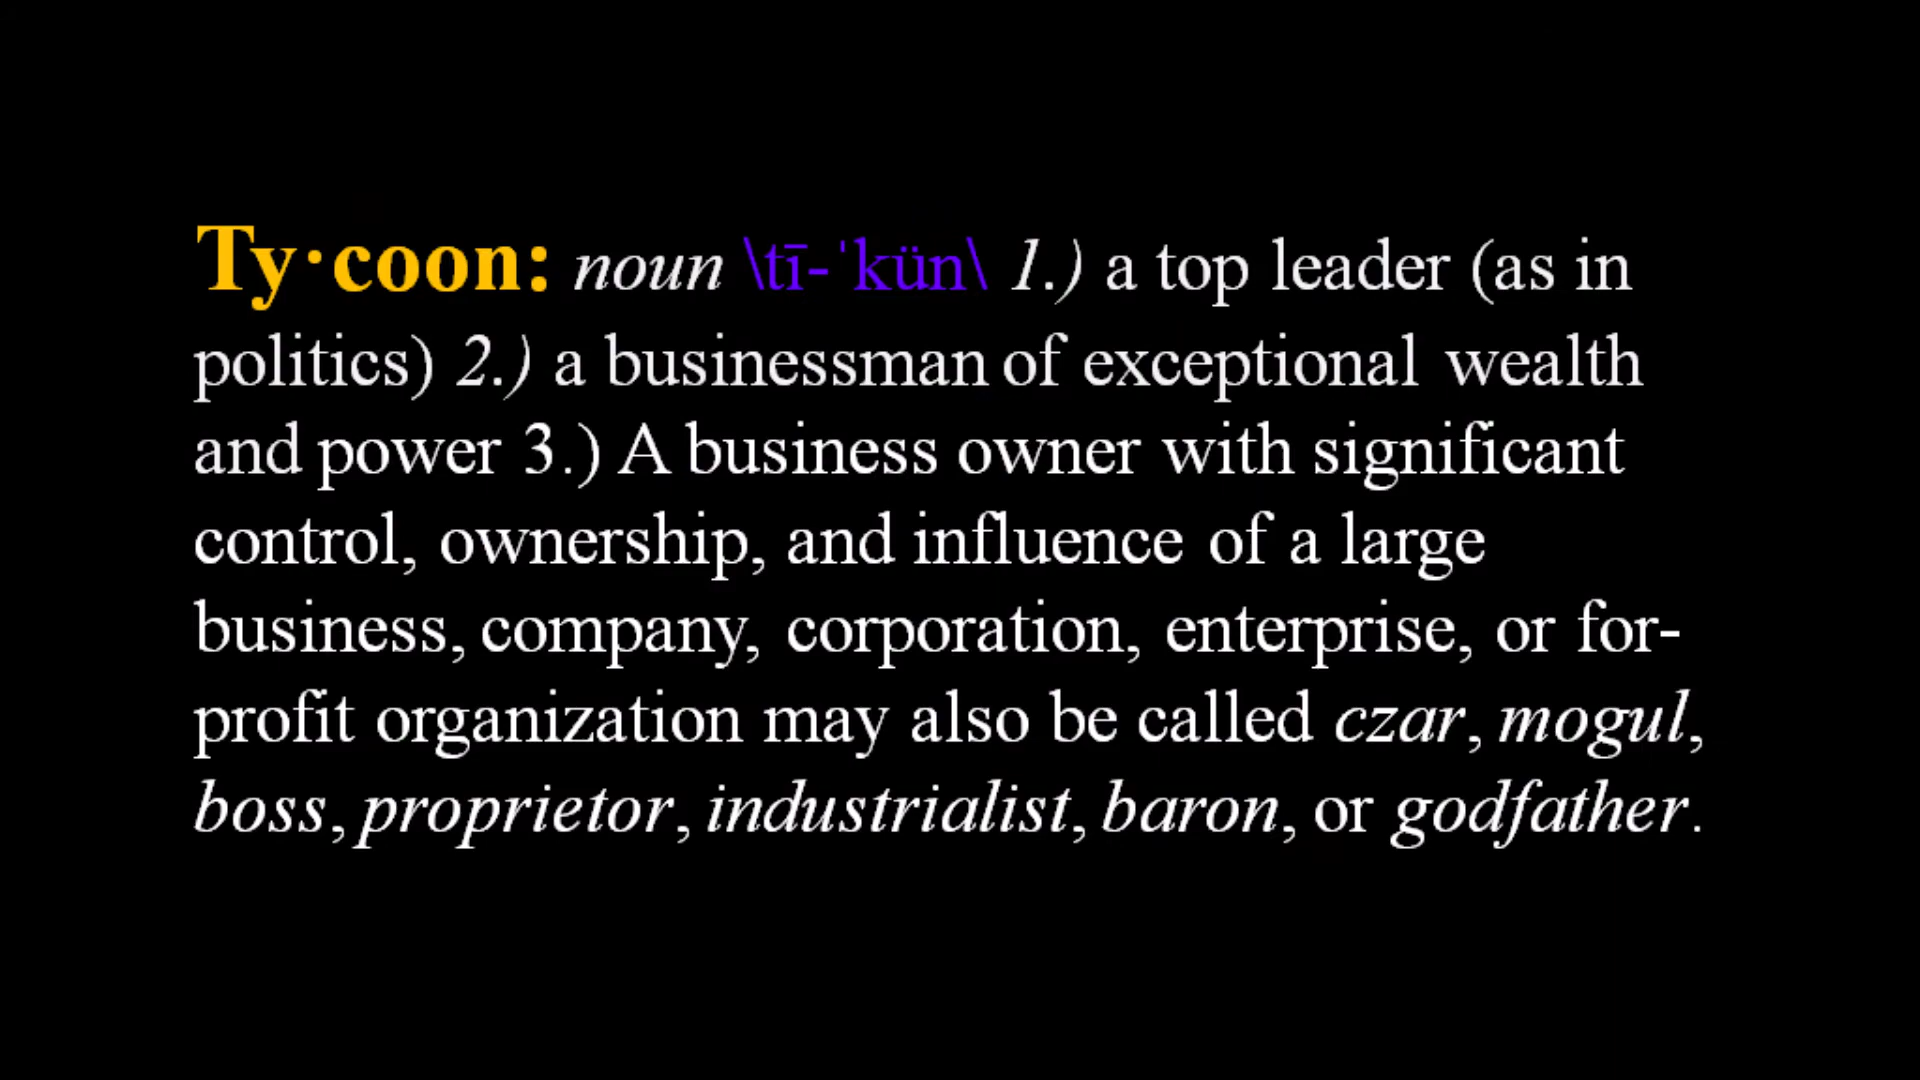 Ty·coon: noun \tī-ˈkün\ 1.) a top leader (as in
politics) 2.) a businessman of exceptional wealth
and power 3.) A business owner with significant
control, ownership, and influence of a large
business, company, corporation, enterprise, or for-
profit organization may also be called czar, mogul,
boss, proprietor, industrialist, baron, or godfather.